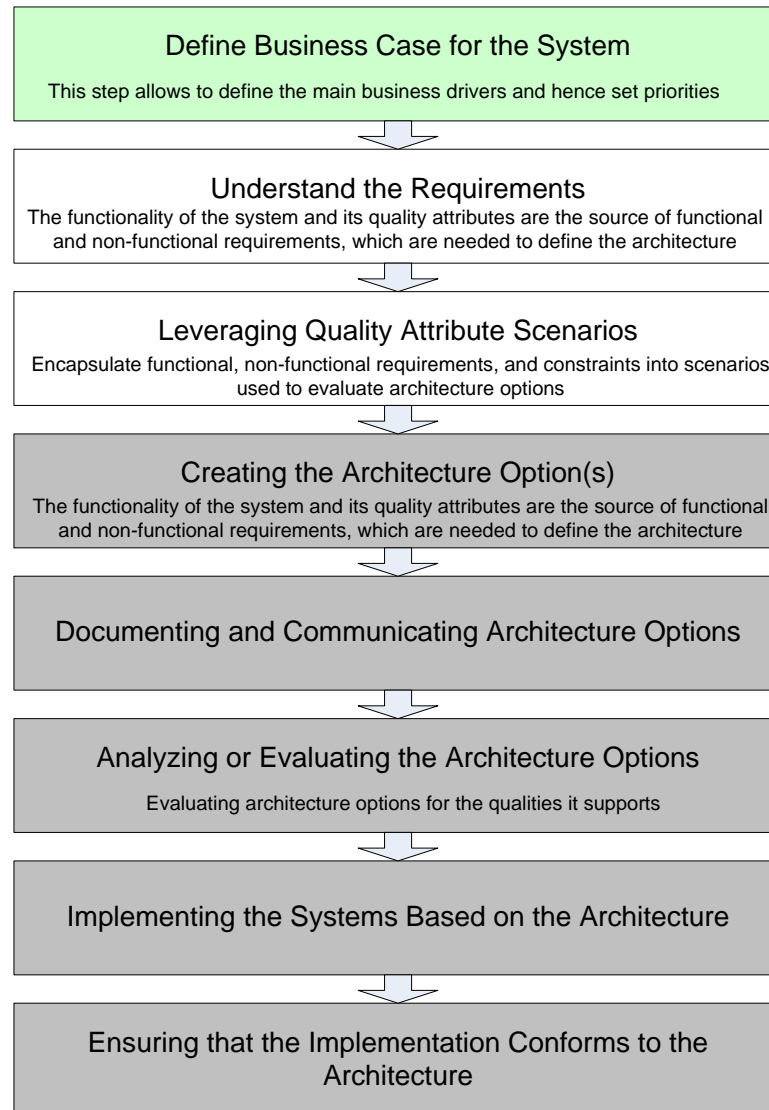 Define Business Case for the System
This step allows to define the main business drivers and hence set priorities
Understand the Requirements
The functionality of the system and its quality attributes are the source of functional
and non-functional requirements, which are needed to define the architecture
Leveraging Quality Attribute Scenarios
Encapsulate functional, non-functional requirements, and constraints into scenarios
used to evaluate architecture options
Creating the Architecture Option(s)
The functionality of the system and its quality attributes are the source of functional
and non-functional requirements, which are needed to define the architecture
Documenting and Communicating Architecture Options
Analyzing or Evaluating the Architecture Options
Evaluating architecture options for the qualities it supports
Implementing the Systems Based on the Architecture
Ensuring that the Implementation Conforms to the
Architecture